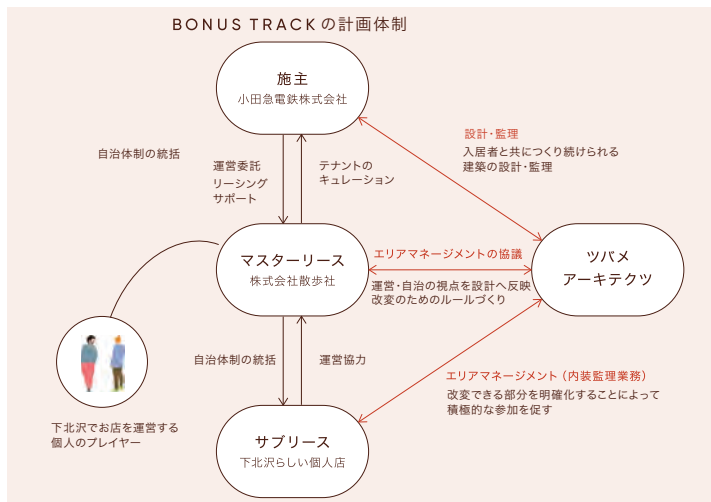 BONUS TRACKの計画体制
施主
小田急電鉄株式会社
自治体制の統括
運営委託
リーシング
サポート
テナントの
キュレーション
設計・監理
入居者と共につくり続けられる
建築の設計・監理
マスターリース
株式会社散歩社
エリアマネージメントの協議
運営・自治の視点を設計へ反映
改変のためのルールづくり
ツバメ
アーキテクツ
下北沢でお店を運営する
個人のプレイヤー
自治体制の統括
運営協力
エリアマネージメント（内装監理業務）
改変できる部分を明確化することによって
積極的な参加を促す
サブリース
下北沢らしい個人店